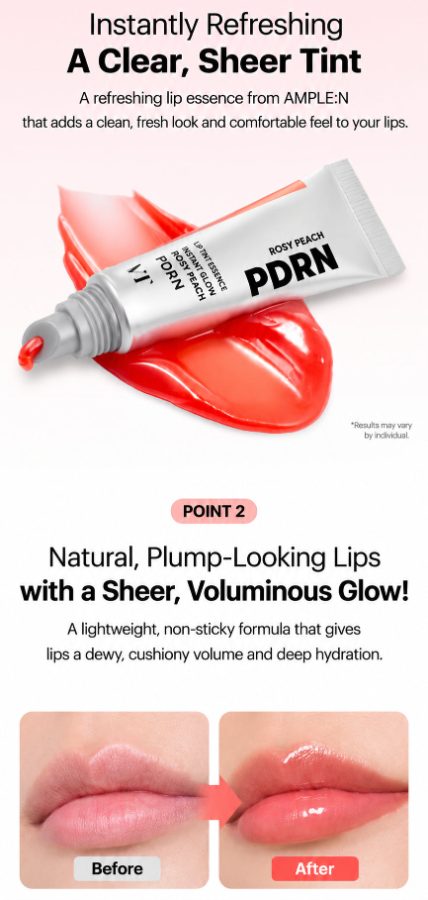 Instantly Refreshing
A Clear, Sheer Tint
A refreshing lip essence from AMPLE:N
that adds a clean, fresh look and comfortable feel to your lips.
ROSY PEACH
PDRN
LIP TINT ESSENCE
INSTANT GLOW
ROSY PEACH
PDRN
VT
*Results may vary
by individual.
POINT 2
Natural, Plump-Looking Lips
with a Sheer, Voluminous Glow!
A lightweight, non-sticky formula that gives
lips a dewy, cushiony volume and deep hydration.
Before
After